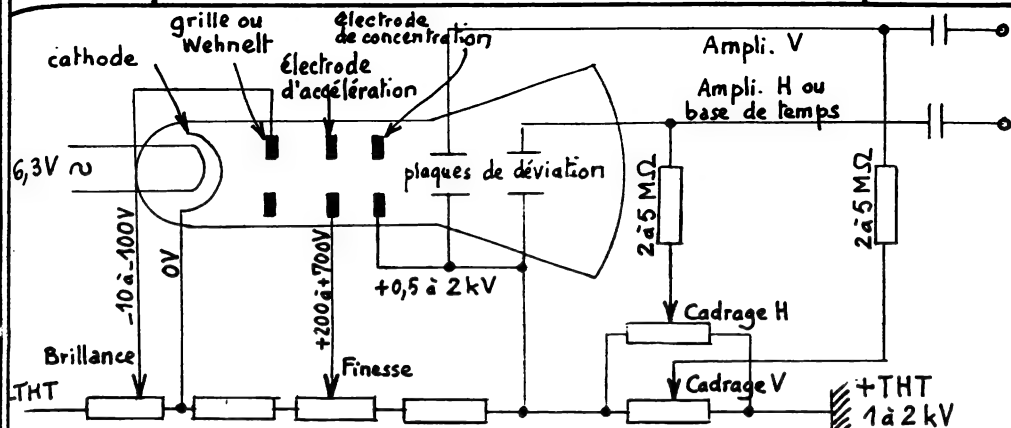 grille ou
Wehnelt
électrode
de concentration
cathode
Électrode
d'accélération
Ampli. V
Ampli. H ou
base de temps
6,3V ~
plaques de déviation
2 à 5 MΩ
2 à 5 MΩ
-10 à -100V
0V
+200 à +700V
+0,5 à 2 kV
Cadrage H
Brillance
Finesse
Cadrage V
-THT
+THT
1 à 2 kV